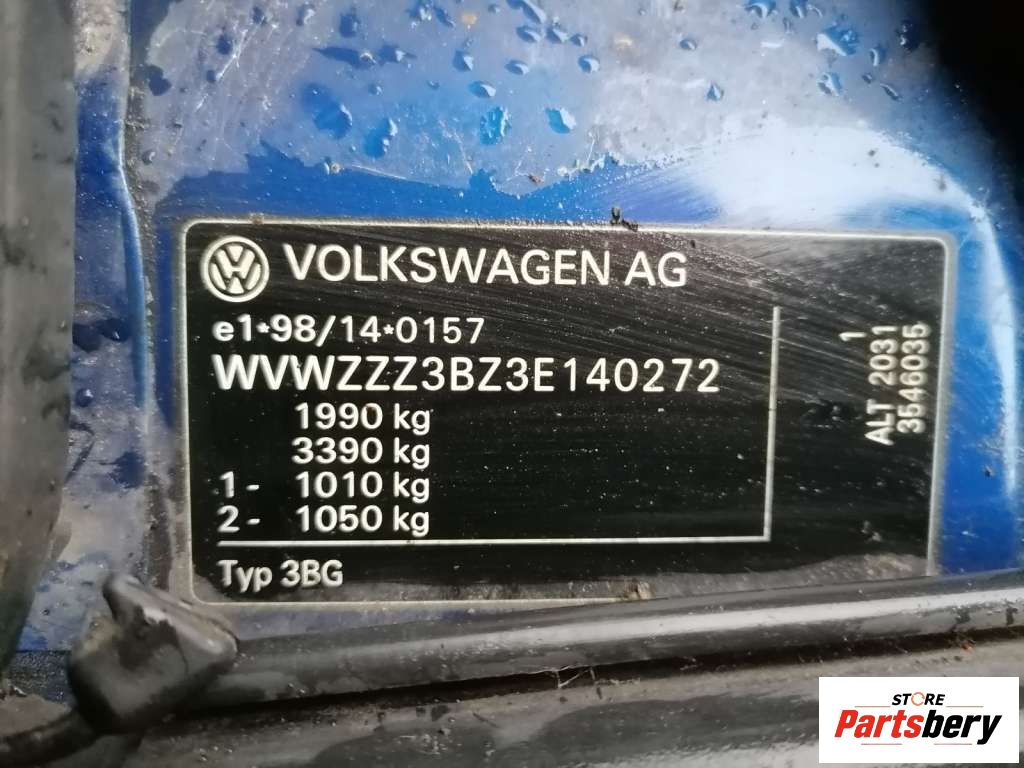 VOLKSWAGEN AG
e1*98/14*0157
WVWZZZ3BZ3E140272
1990 kg
3390 kg
1 - 1010 kg
2 - 1050 kg
Typ 3BG
1
ALT 2031
3546035
STORE
Partsbery